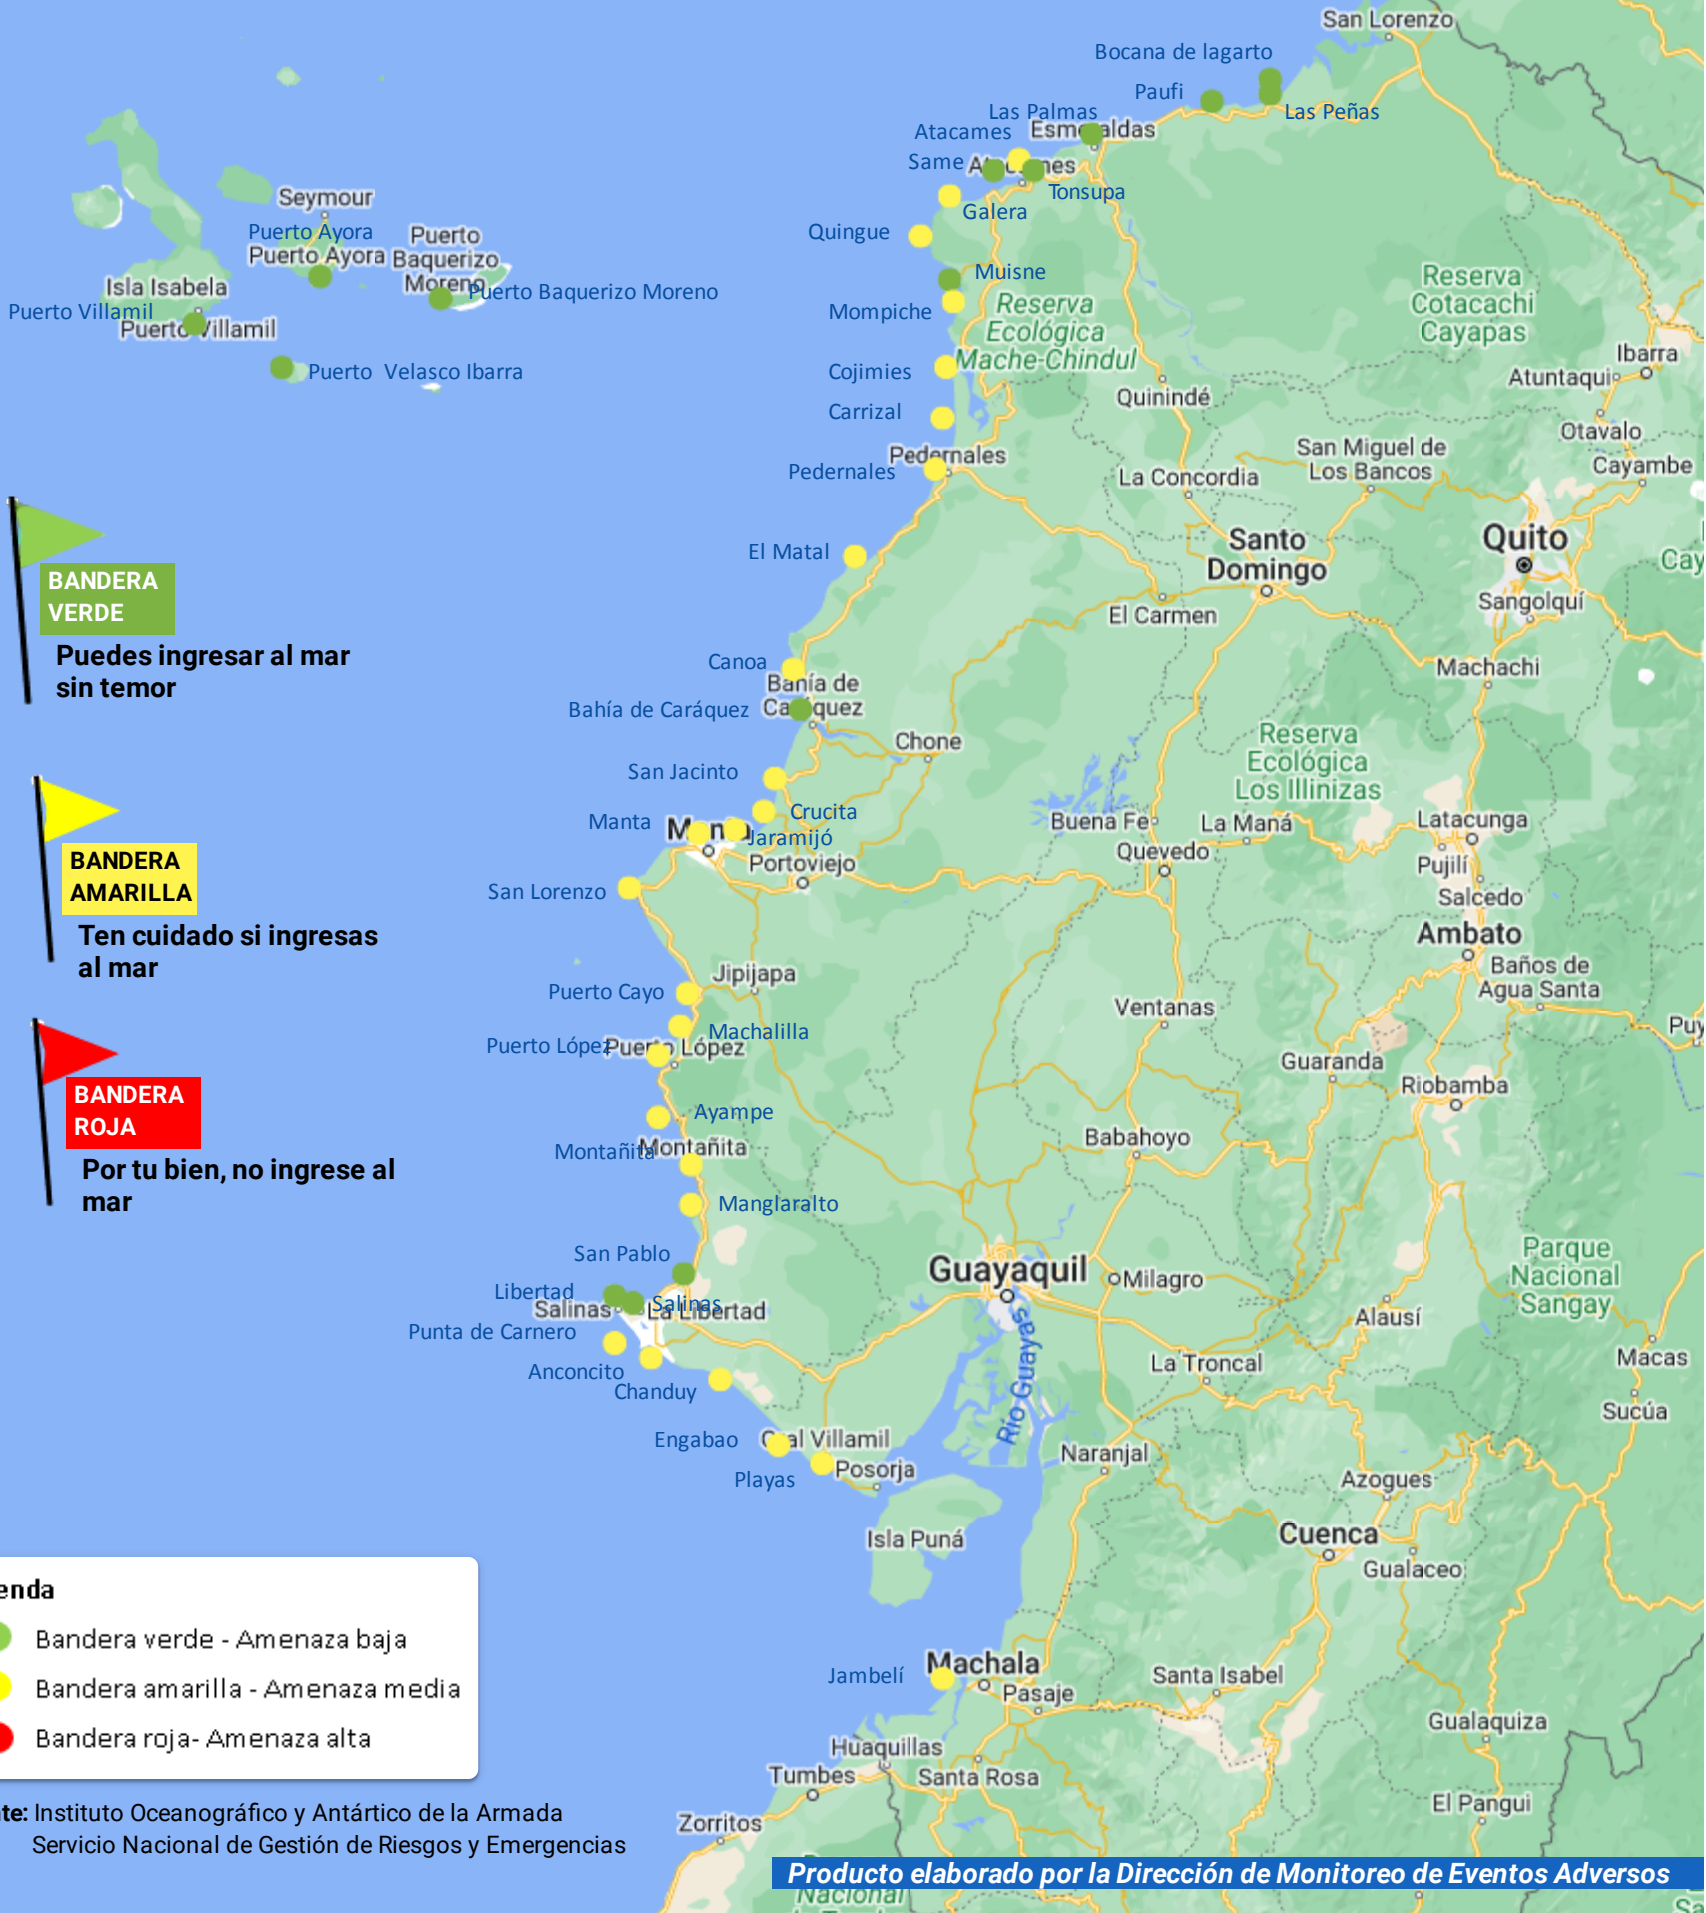 San Lorenzo
Bocana de lagarto
Paufi
Las Peñas
Las Palmas
Esmeraldas
Atacames
Same
Tonsupa
Galera
Quingue
Muisne
Mompiche
Cojimies
Carrizal
Pedernales
Pedernales
El Matal
Canoa
Bahía de
Bahía de Caráquez
San Jacinto
Crucita
Manta
Jaramijó
Portoviejo
San Lorenzo
Jipijapa
Puerto Cayo
Machalilla
Puerto López
Puerto López
Ayampe
Montañita
Montañita
Manglaralto
San Pablo
Libertad
Salinas
Salinas
La Libertad
Punta de Carnero
Anconcito
Chanduy
Engabao
Gral Villamil
Playas
Posorja
Isla Puná
Jambelí
Machala
Pasaje
Huaquillas
Santa Rosa
Tumbes
Zorritos
Seymour
Puerto Ayora
Puerto Ayora
Puerto
Baquerizo
Moreno
Puerto Baquerizo Moreno
Isla Isabela
Puerto Villamil
Puerto Villamil
Puerto Velasco Ibarra
Reserva
Ecológica
Mache-Chindul
Reserva
Cotacachi
Cayapas
Ibarra
Atuntaqui
Otavalo
Cayambe
Quinindé
San Miguel de
Los Bancos
La Concordia
Santo
Domingo
Quito
Cay
Sangolquí
El Carmen
Machachi
Chone
Reserva
Ecológica
Los Illinizas
Buena Fe
La Maná
Latacunga
Quevedo
Pujilí
Salcedo
Ambato
Baños de
Agua Santa
Ventanas
Puy
Guaranda
Riobamba
Babahoyo
Guayaquil
Milagro
Parque
Nacional
Sangay
Río Guayas
Alausí
La Troncal
Macas
Sucúa
Naranjal
Azogues
Cuenca
Gualaceo
Santa Isabel
Gualaquiza
El Pangui
Nacional
BANDERA
VERDE
Puedes ingresar al mar
sin temor
BANDERA
AMARILLA
Ten cuidado si ingresas
al mar
BANDERA
ROJA
Por tu bien, no ingrese al
mar
enda
Bandera verde - Amenaza baja
Bandera amarilla - Amenaza media
Bandera roja- Amenaza alta
te: Instituto Oceanográfico y Antártico de la Armada
Servicio Nacional de Gestión de Riesgos y Emergencias
Producto elaborado por la Dirección de Monitoreo de Eventos Adversos